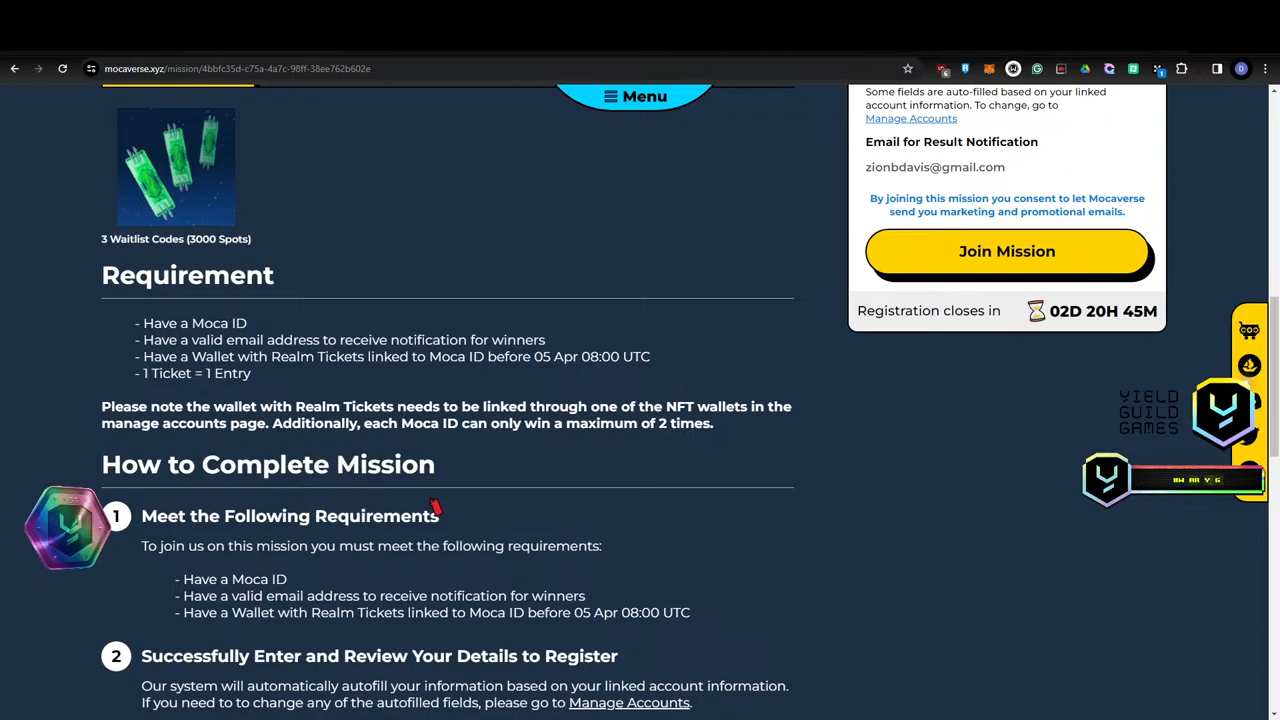 mocaverse.xyz/mission/4bbfc35d-c75a-4a7c-98ff-38ee762b602e
D
6
1
Menu
Some fields are auto-filled based on your linked
account information. To change, go to
Manage Accounts
Email for Result Notification
zionbdavis@gmail.com
By joining this mission you consent to let Mocaverse
send you marketing and promotional emails.
Join Mission
Registration closes in
02D 20H 45M
3 Waitlist Codes (3000 Spots)
Requirement
- Have a Moca ID
- Have a valid email address to receive notification for winners
- Have a Wallet with Realm Tickets linked to Moca ID before 05 Apr 08:00 UTC
- 1 Ticket = 1 Entry
Please note the wallet with Realm Tickets needs to be linked through one of the NFT wallets in the
manage accounts page. Additionally, each Moca ID can only win a maximum of 2 times.
YIELD
GUILD
GAMES
How to Complete Mission
1
Meet the Following Requirements
To join us on this mission you must meet the following requirements:
- Have a Moca ID
- Have a valid email address to receive notification for winners
- Have a Wallet with Realm Tickets linked to Moca ID before 05 Apr 08:00 UTC
2
Successfully Enter and Review Your Details to Register
Our system will automatically autofill your information based on your linked account information.
If you need to to change any of the autofilled fields, please go to Manage Accounts.